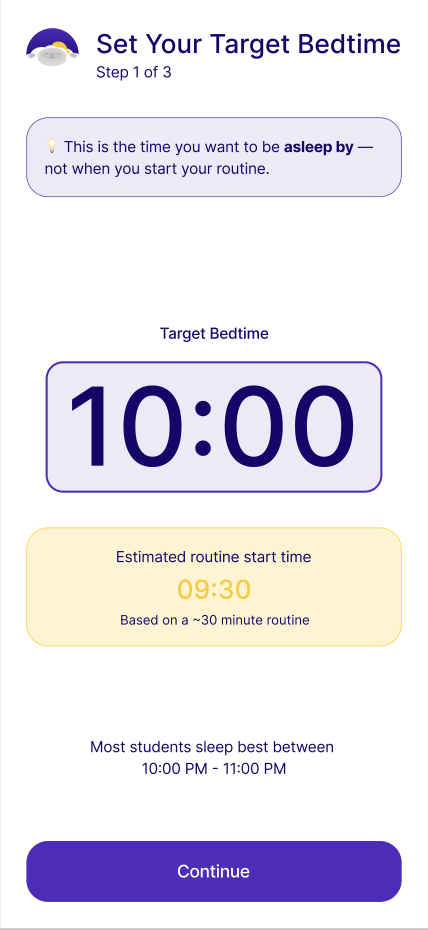 Set Your Target Bedtime
Step 1 of 3
💡 This is the time you want to be asleep by —
not when you start your routine.
Target Bedtime
10:00
Estimated routine start time
09:30
Based on a ~30 minute routine
Most students sleep best between
10:00 PM - 11:00 PM
Continue